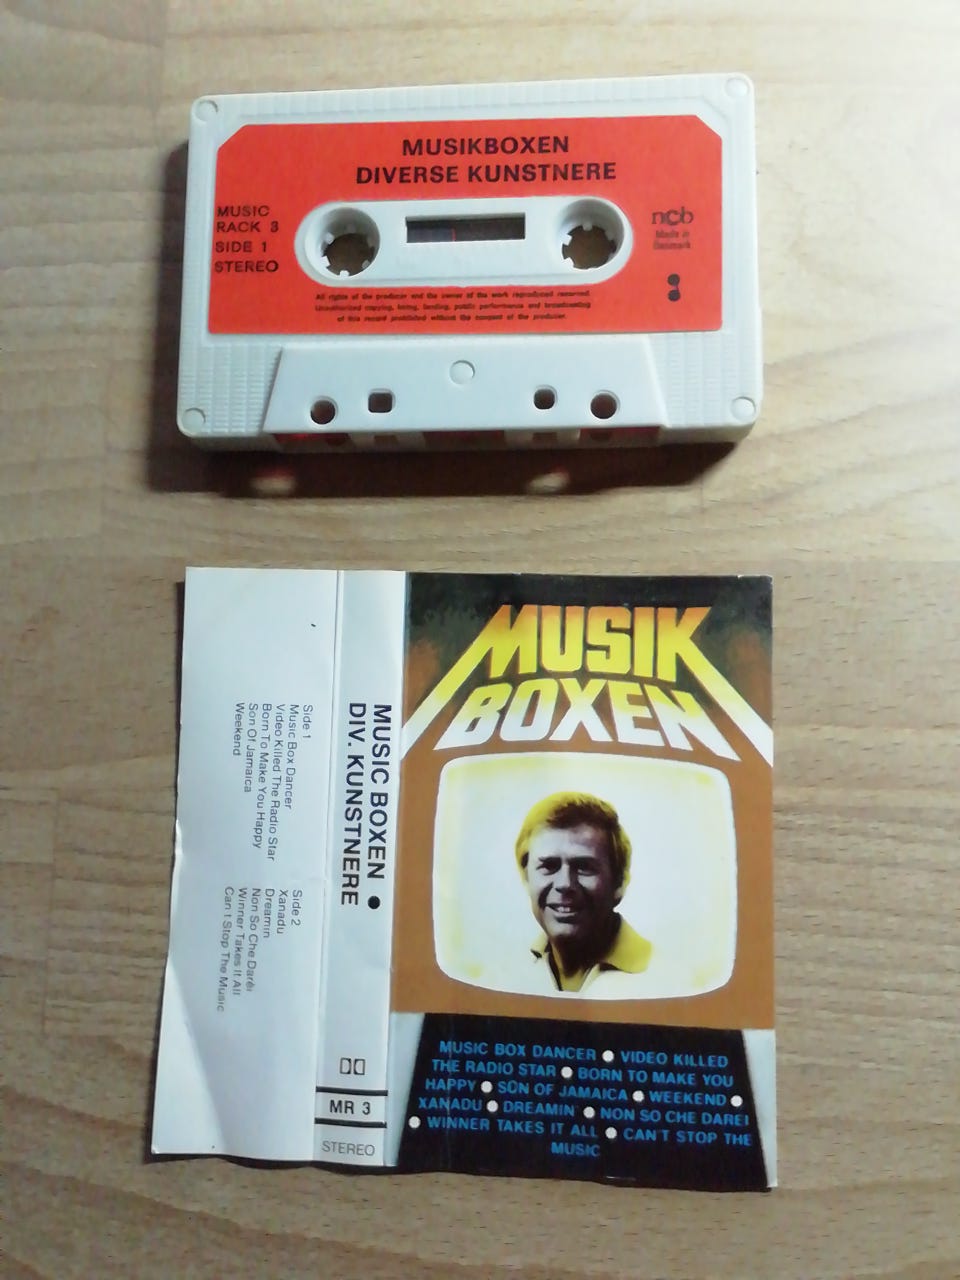 MUSIKBOXEN
DIVERSE KUNSTNERE
MUSIC
RACK 3
SIDE 1
STEREO
ncb
Made in
Denmark
All rights of the producer and the owner of the work reproduced reserved.
Unauthorized copying, hiring, lending, public performance and broadcasting
of this record prohibited without the consent of the producer.
MUSIK
BOXEN
MUSIC BOX DANCER ● VIDEO KILLED
THE RADIO STAR ● BORN TO MAKE YOU
HAPPY ● SON OF JAMAICA ● WEEKEND ●
XANADU ● DREAMIN' ● NON SO CHE DAREI
● WINNER TAKES IT ALL ● CAN'T STOP THE
MUSIC
MUSIC BOXEN ●
DIV. KUNSTNERE
MR 3
STEREO
Side 1
Music Box Dancer
Video Killed The Radio Star
Born To Make You Happy
Son Of Jamaica
Weekend
Side 2
Xanadu
Dreamin
Non So Che Darei
Winner Takes It All
Can't Stop The Music